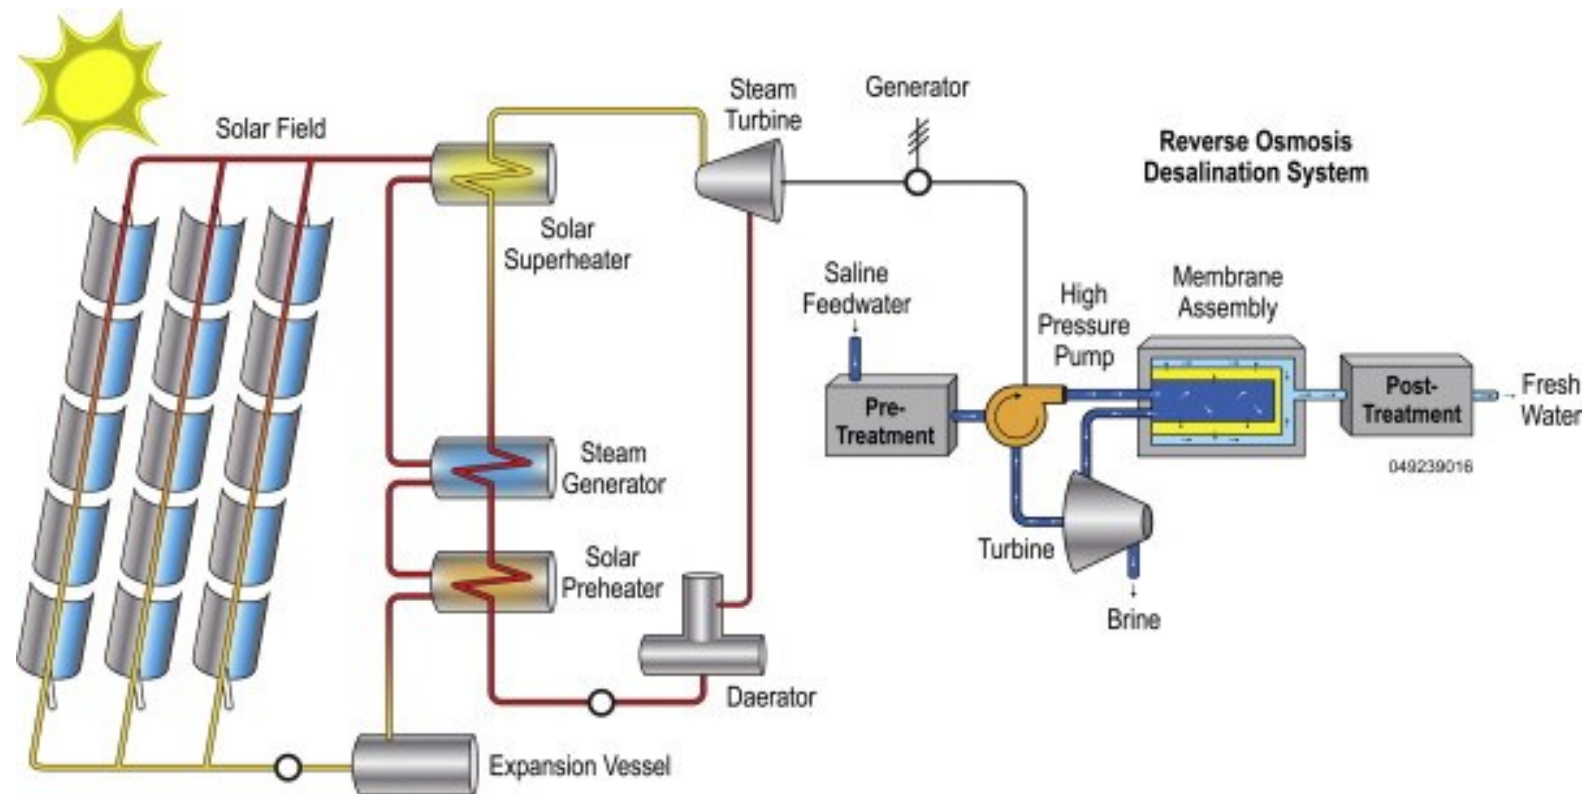 Solar Field
Steam
Turbine
Generator
Reverse Osmosis
Desalination System
Solar
Superheater
Saline
Feedwater
High
Pressure
Pump
Membrane
Assembly
Pre-
Treatment
Post-
Treatment
Fresh
Water
049239016
Steam
Generator
Turbine
Solar
Preheater
Brine
Daerator
Expansion Vessel